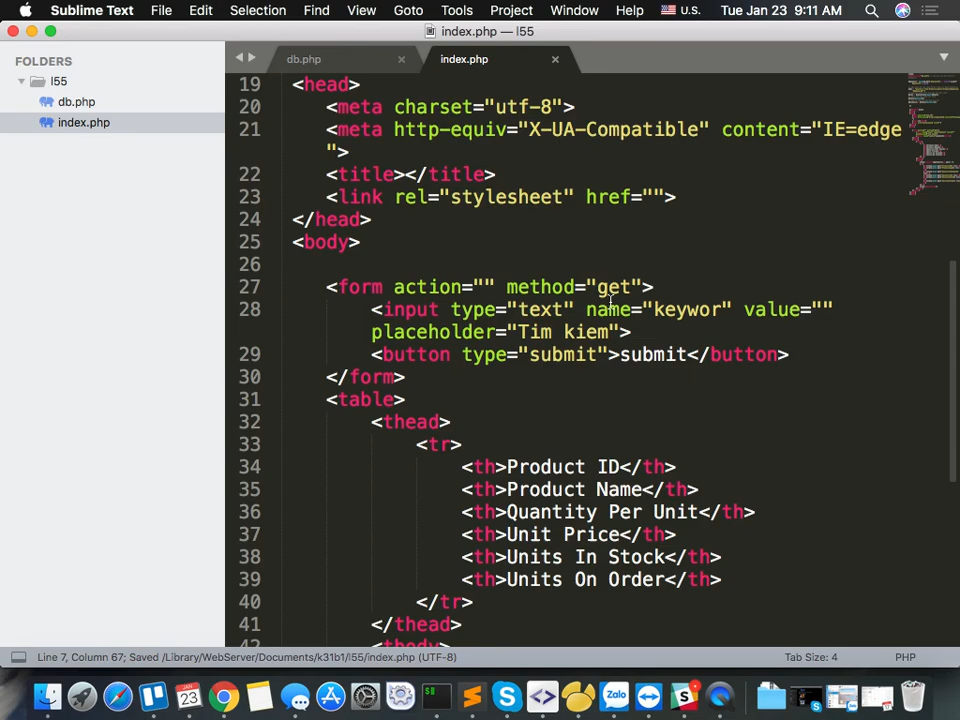 Sublime Text File Edit Selection Find View Goto Tools Project Window Help U.S. Tue Jan 23 9:11 AM
index.php — l55
FOLDERS
l55
db.php
index.php
db.php
index.php
19 <head>
20 <meta charset="utf-8">
21 <meta http-equiv="X-UA-Compatible" content="IE=edge
">
22 <title></title>
23 <link rel="stylesheet" href="">
24 </head>
25 <body>
26
27 <form action="" method="get">
28 <input type="text" name="keywor" value=""
placeholder="Tim kiem">
29 <button type="submit">submit</button>
30 </form>
31 <table>
32 <thead>
33 <tr>
34 <th>Product ID</th>
35 <th>Product Name</th>
36 <th>Quantity Per Unit</th>
37 <th>Unit Price</th>
38 <th>Units In Stock</th>
39 <th>Units On Order</th>
40 </tr>
41 </thead>
42 <tbody>
Line 7, Column 67; Saved /Library/WebServer/Documents/k31b1/l55/index.php (UTF-8) Tab Size: 4 PHP
JAN
23
Zalo